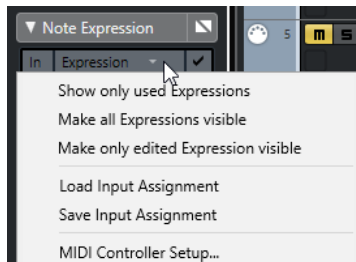 Note Expression
5 m S
In Expression
Show only used Expressions
Make all Expressions visible
Make only edited Expression visible
Load Input Assignment
Save Input Assignment
MIDI Controller Setup...